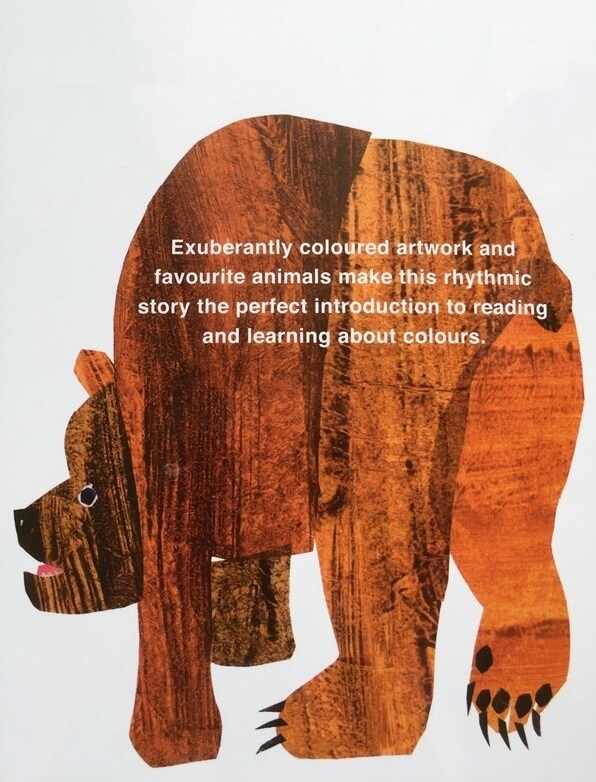 Exuberantly coloured artwork and
favourite animals make this rhythmic
story the perfect introduction to reading
and learning about colours.